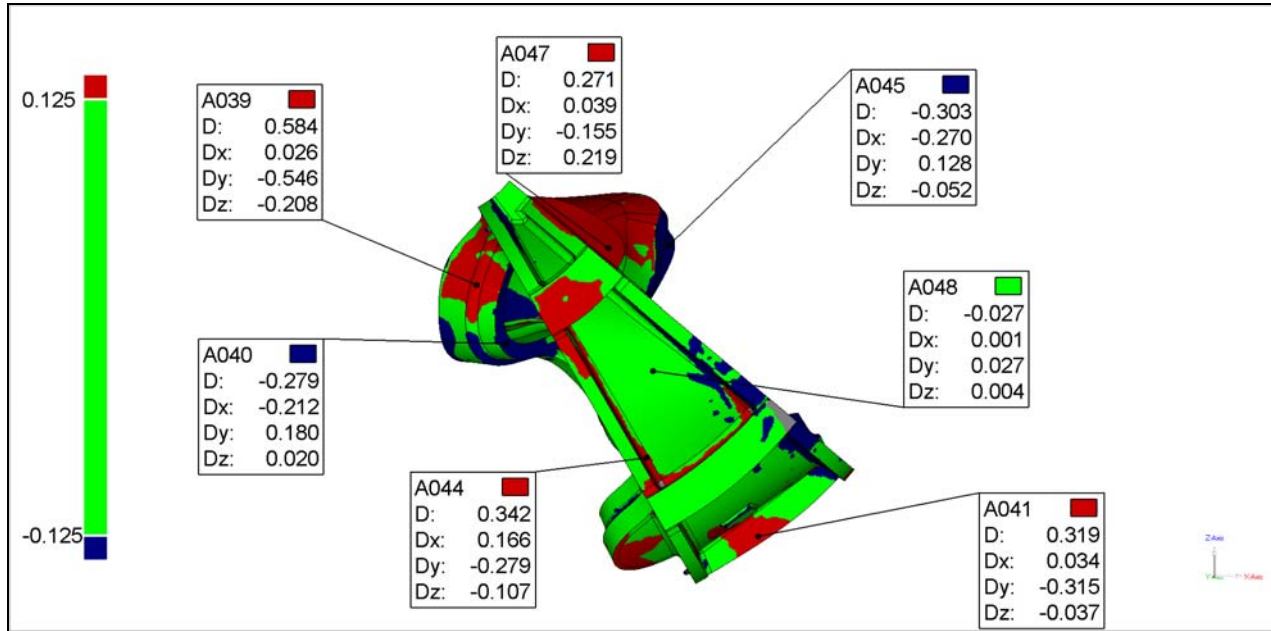 0.125
-0.125
A039
D: 0.584
Dx: 0.026
Dy: -0.546
Dz: -0.208
A047
D: 0.271
Dx: 0.039
Dy: -0.155
Dz: 0.219
A045
D: -0.303
Dx: -0.270
Dy: 0.128
Dz: -0.052
A040
D: -0.279
Dx: -0.212
Dy: 0.180
Dz: 0.020
A048
D: -0.027
Dx: 0.001
Dy: 0.027
Dz: 0.004
A044
D: 0.342
Dx: 0.166
Dy: -0.279
Dz: -0.107
A041
D: 0.319
Dx: 0.034
Dy: -0.315
Dz: -0.037
Z-Axis
X-Axis